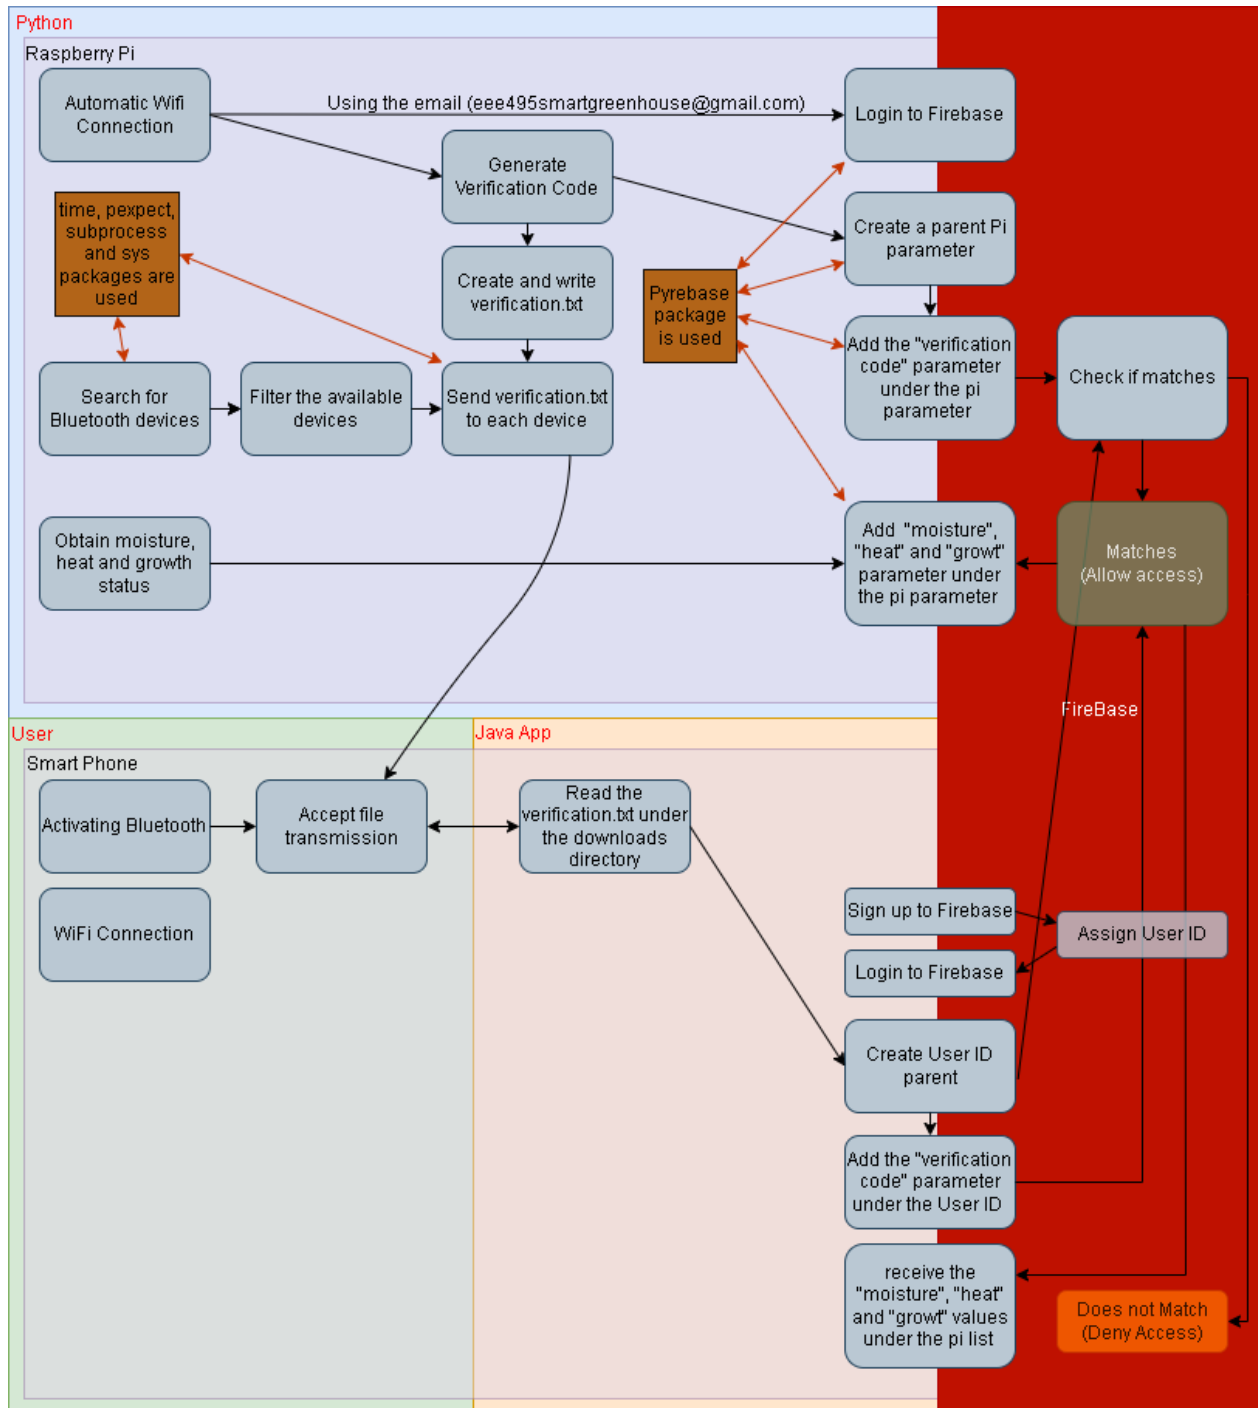 Python
Raspberry Pi
Automatic Wifi
Connection
Using the email (eee495smartgreenhouse@gmail.com)
Login to Firebase
Generate
Verification Code
time, pexpect,
subprocess
and sys
packages are
used
Create a parent Pi
parameter
Create and write
verification.txt
Pyrebase
package
is used
Add the "verification
code" parameter
under the pi
parameter
Check if matches
Search for
Bluetooth devices
Filter the available
devices
Send verification.txt
to each device
Obtain moisture,
heat and growth
status
Add "moisture",
"heat" and "growt"
parameter under
the pi parameter
Matches
(Allow access)
FireBase
User
Java App
Smart Phone
Activating Bluetooth
Accept file
transmission
Read the
verification.txt under
the downloads
directory
WiFi Connection
Sign up to Firebase
Assign User ID
Login to Firebase
Create User ID
parent
Add the "verification
code" parameter
under the User ID
receive the
"moisture", "heat"
and "growt" values
under the pi list
Does not Match
(Deny Access)